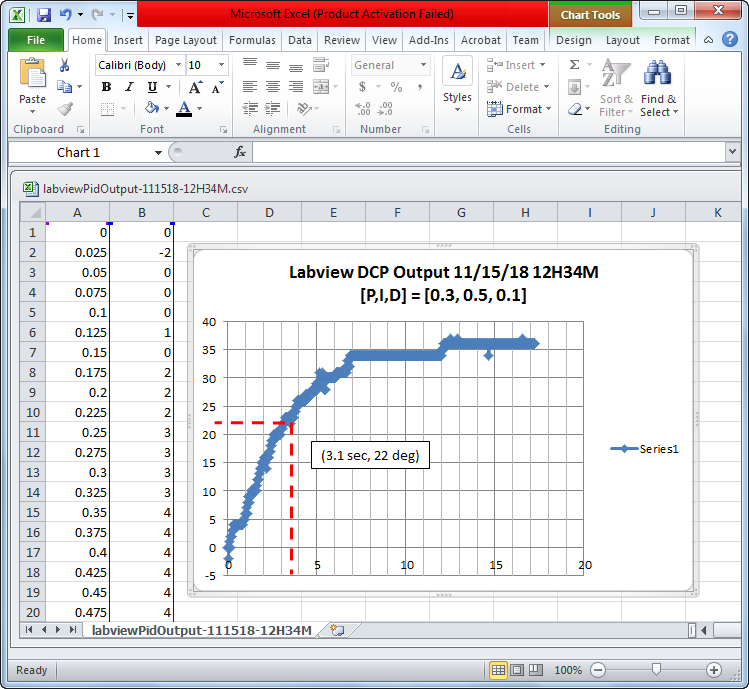 Microsoft Excel (Product Activation Failed)
Chart Tools
File Home Insert Page Layout Formulas Data Review View Add-Ins Acrobat Team Design Layout Format
Calibri (Body) 10 General
Paste B I U A A $ % , Styles Insert Delete Format Σ Sort & Filter Find & Select
Clipboard Font Alignment Number Cells Editing
Chart 1 fx
labviewPidOutput-111518-12H34M.csv
A B C D E F G H I J K
1 0 0
2 0.025 -2
3 0.05 0
4 0.075 0
5 0.1 0
6 0.125 1
7 0.15 0
8 0.175 2
9 0.2 2
10 0.225 2
11 0.25 3
12 0.275 3
13 0.3 3
14 0.325 3
15 0.35 4
16 0.375 4
17 0.4 4
18 0.425 4
19 0.45 4
20 0.475 4
Labview DCP Output 11/15/18 12H34M
[P,I,D] = [0.3, 0.5, 0.1]
40
35
30
25
20
15
10
5
0
-5
0 5 10 15 20
(3.1 sec, 22 deg)
Series1
labviewPidOutput-111518-12H34M
Ready 100%